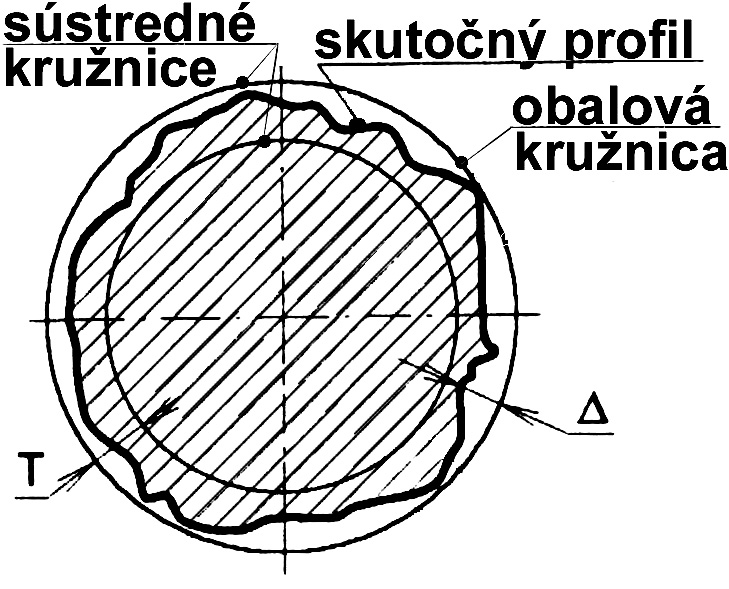 sústredné
kružnice
skutočný profil
obalová
kružnica
Δ
T